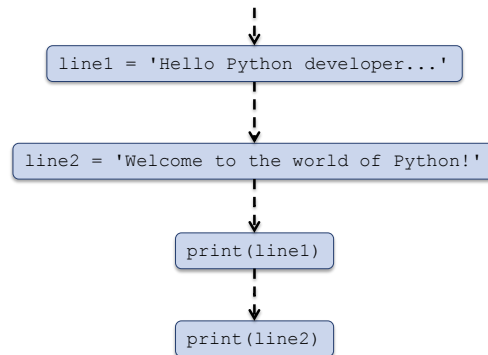 line1 = 'Hello Python developer...'
line2 = 'Welcome to the world of Python!'
print(line1)
print(line2)